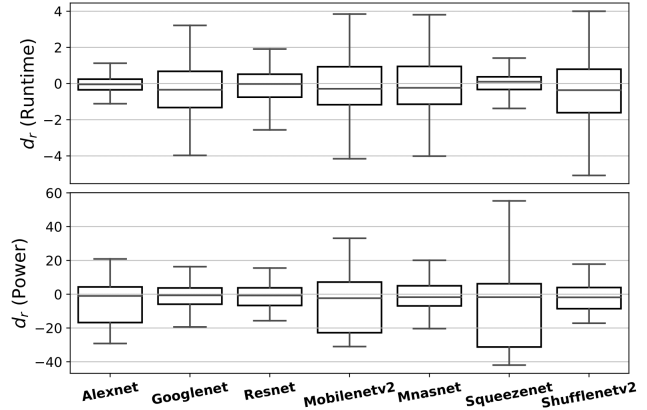 4
2
0
−2
−4
d_r (Runtime)
60
40
20
0
−20
−40
d_r (Power)
Alexnet
Googlenet
Resnet
Mobilenetv2
Mnasnet
Squeezenet
Shufflenetv2